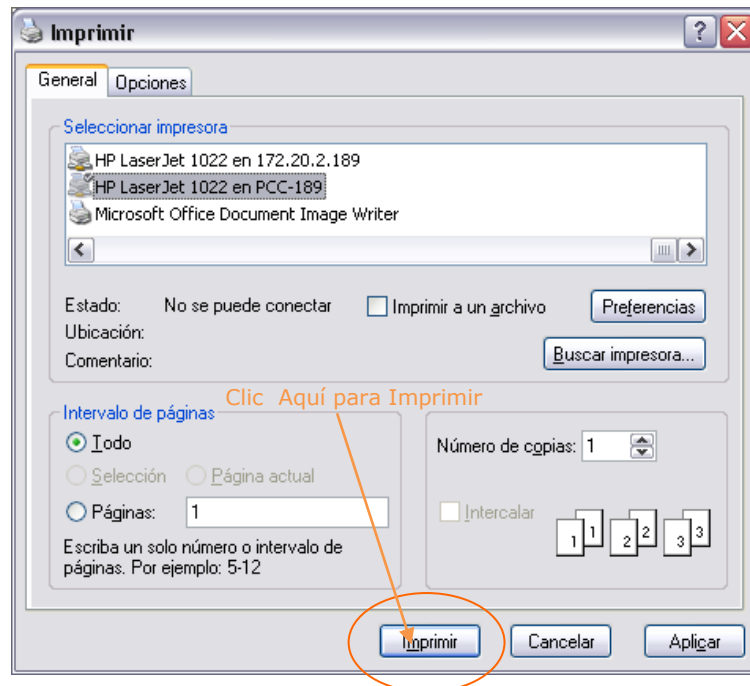 Imprimir
General Opciones
Seleccionar impresora
HP LaserJet 1022 en 172.20.2.189
HP LaserJet 1022 en PCC-189
Microsoft Office Document Image Writer
Estado: No se puede conectar Imprimir a un archivo Preferencias
Ubicación:
Comentario: Buscar impresora...
Clic Aquí para Imprimir
Intervalo de páginas
Todo
Número de copias: 1
Selección Página actual
Páginas: 1
Intercalar
1 1 2 2 3 3
Escriba un solo número o intervalo de
páginas. Por ejemplo: 5-12
Imprimir Cancelar Aplicar